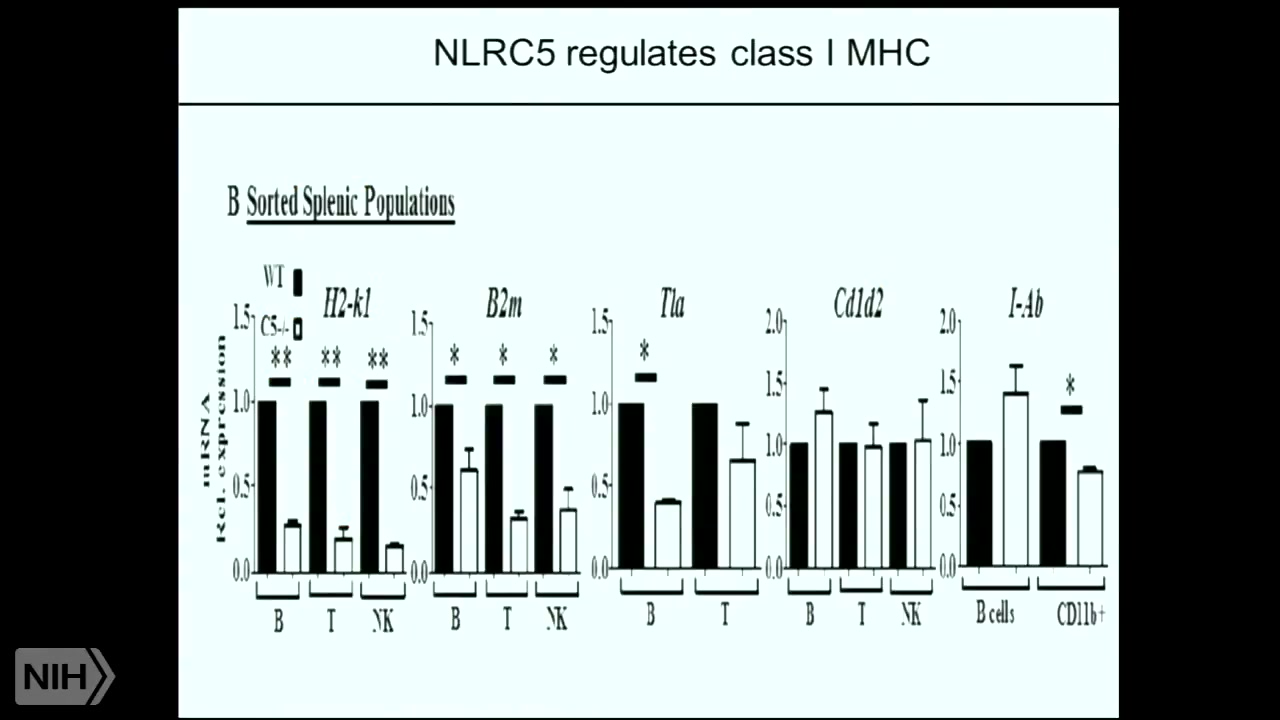 NLRC5 regulates class I MHC
B Sorted Splenic Populations
WT
C5-/-
mRNA
Rel. expression
H2-k1
1.5
1.0
0.5
0.0
** ** **
B T NK
B2m
1.5
1.0
0.5
0.0
* * *
B T NK
Tla
1.5
1.0
0.5
0.0
*
B T
Cd1d2
2.0
1.5
1.0
0.5
0.0
B T NK
I-Ab
2.0
1.5
1.0
0.5
0.0
*
B cells CD11b+
NIH